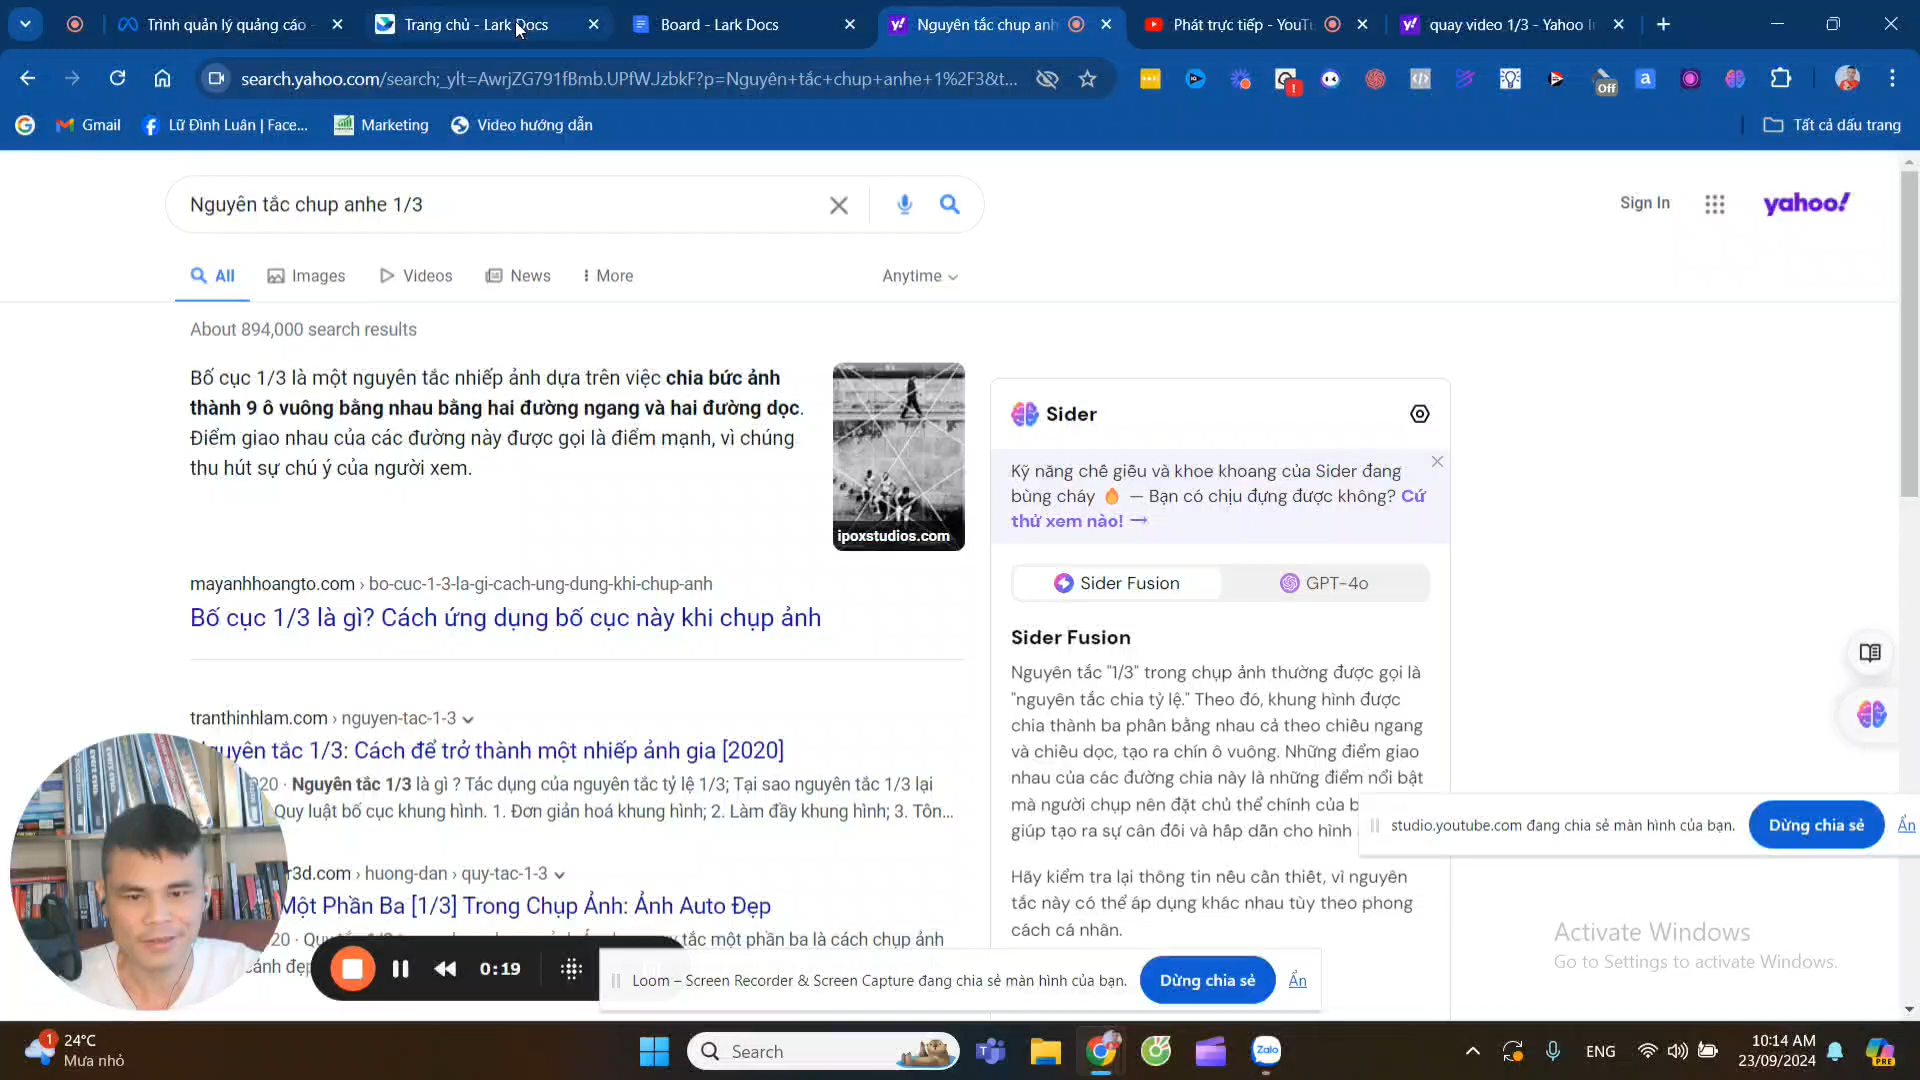 Trình quản lý quảng cáo
Trang chủ - Lark Docs
Board - Lark Docs
Nguyên tắc chup anh
Phát trực tiếp - YouTu
quay video 1/3 - Yahoo I
search.yahoo.com/search;_ylt=AwrjZG791fBmb.UPfWJzbkF?p=Nguyên+tắc+chup+anhe+1%2F3&t...
Off
Gmail
Lữ Đình Luân | Face...
Marketing
Video hướng dẫn
Tất cả dấu trang
Nguyên tắc chup anhe 1/3
Sign In
yahoo!
All
Images
Videos
News
More
Anytime
About 894,000 search results
Bố cục 1/3 là một nguyên tắc nhiếp ảnh dựa trên việc chia bức ảnh
thành 9 ô vuông bằng nhau bằng hai đường ngang và hai đường dọc.
Điểm giao nhau của các đường này được gọi là điểm mạnh, vì chúng
thu hút sự chú ý của người xem.
ipoxstudios.com
mayanhhoangto.com › bo-cuc-1-3-la-gi-cach-ung-dung-khi-chup-anh
Bố cục 1/3 là gì? Cách ứng dụng bố cục này khi chụp ảnh
tranthinhlam.com › nguyen-tac-1-3
guyên tắc 1/3: Cách để trở thành một nhiếp ảnh gia [2020]
20 · Nguyên tắc 1/3 là gì ? Tác dụng của nguyên tắc tỷ lệ 1/3; Tại sao nguyên tắc 1/3 lại
Quy luật bố cục khung hình. 1. Đơn giản hoá khung hình; 2. Làm đầy khung hình; 3. Tôn...
r3d.com › huong-dan › quy-tac-1-3
Một Phần Ba [1/3] Trong Chụp Ảnh: Ảnh Auto Đẹp
tắc một phần ba là cách chụp ảnh
Sider
Kỹ năng chế giễu và khoe khoang của Sider đang
bùng cháy 🔥 — Bạn có chịu đựng được không? Cứ
thử xem nào! →
Sider Fusion
GPT-4o
Sider Fusion
Nguyên tắc "1/3" trong chụp ảnh thường được gọi là
"nguyên tắc chia tỷ lệ." Theo đó, khung hình được
chia thành ba phần bằng nhau cả theo chiều ngang
và chiều dọc, tạo ra chín ô vuông. Những điểm giao
nhau của các đường chia này là những điểm nổi bật
mà người chụp nên đặt chủ thể chính của b
giúp tạo ra sự cân đối và hấp dẫn cho hình
Hãy kiểm tra lại thông tin nếu cần thiết, vì nguyên
tắc này có thể áp dụng khác nhau tùy theo phong
cách cá nhân.
studio.youtube.com đang chia sẻ màn hình của bạn.
Dừng chia sẻ
Ẩn
Activate Windows
Go to Settings to activate Windows.
0:19
Loom – Screen Recorder & Screen Capture đang chia sẻ màn hình của bạn.
Dừng chia sẻ
Ẩn
1
24°C
Mưa nhỏ
Search
Zalo
ENG
10:14 AM
23/09/2024
PRE